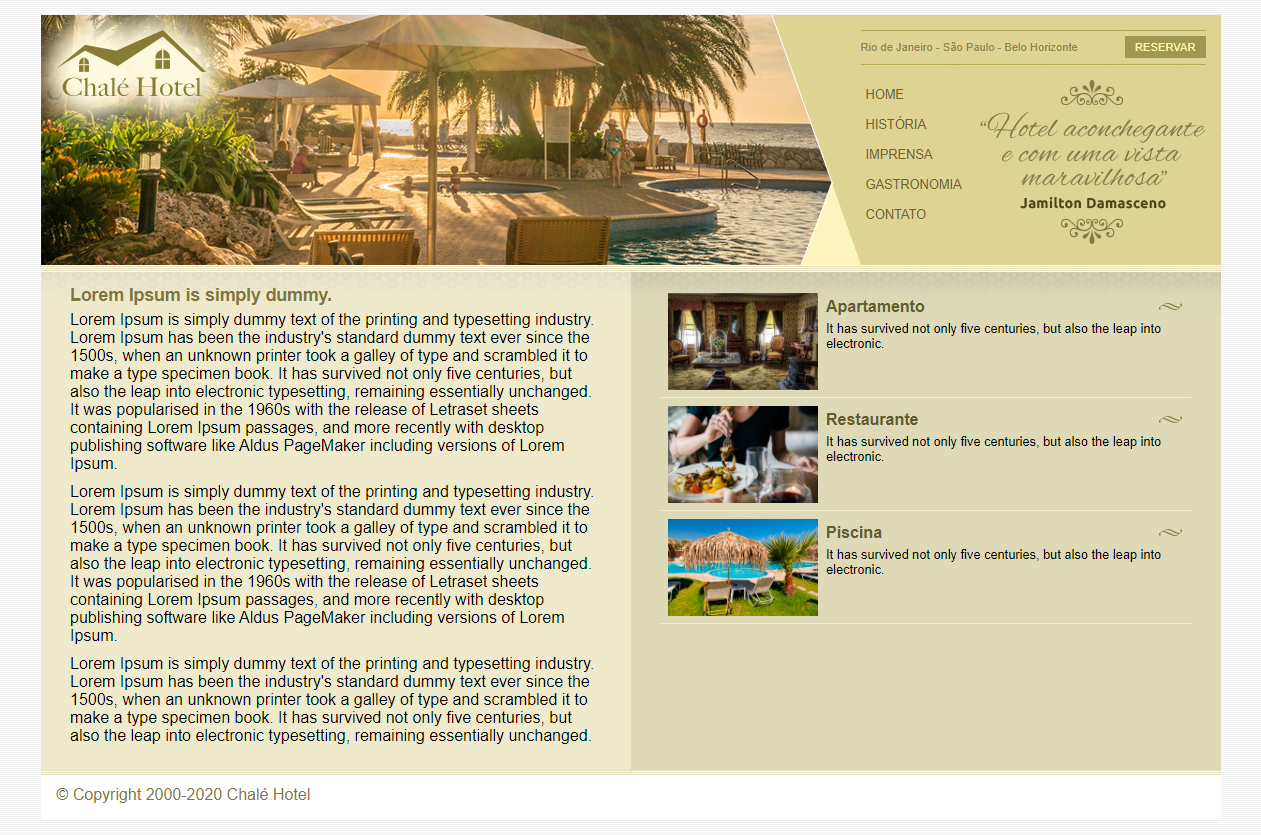 Chalé Hotel
Rio de Janeiro - São Paulo - Belo Horizonte
RESERVAR
HOME
HISTÓRIA
IMPRENSA
GASTRONOMIA
CONTATO
“Hotel aconchegante
e com uma vista
maravilhosa”
Jamilton Damasceno
Lorem Ipsum is simply dummy.
Lorem Ipsum is simply dummy text of the printing and typesetting industry.
Lorem Ipsum has been the industry's standard dummy text ever since the
1500s, when an unknown printer took a galley of type and scrambled it to
make a type specimen book. It has survived not only five centuries, but
also the leap into electronic typesetting, remaining essentially unchanged.
It was popularised in the 1960s with the release of Letraset sheets
containing Lorem Ipsum passages, and more recently with desktop
publishing software like Aldus PageMaker including versions of Lorem
Ipsum.
Lorem Ipsum is simply dummy text of the printing and typesetting industry.
Lorem Ipsum has been the industry's standard dummy text ever since the
1500s, when an unknown printer took a galley of type and scrambled it to
make a type specimen book. It has survived not only five centuries, but
also the leap into electronic typesetting, remaining essentially unchanged.
It was popularised in the 1960s with the release of Letraset sheets
containing Lorem Ipsum passages, and more recently with desktop
publishing software like Aldus PageMaker including versions of Lorem
Ipsum.
Lorem Ipsum is simply dummy text of the printing and typesetting industry.
Lorem Ipsum has been the industry's standard dummy text ever since the
1500s, when an unknown printer took a galley of type and scrambled it to
make a type specimen book. It has survived not only five centuries, but
also the leap into electronic typesetting, remaining essentially unchanged.
Apartamento
It has survived not only five centuries, but also the leap into
electronic.
Restaurante
It has survived not only five centuries, but also the leap into
electronic.
Piscina
It has survived not only five centuries, but also the leap into
electronic.
© Copyright 2000-2020 Chalé Hotel